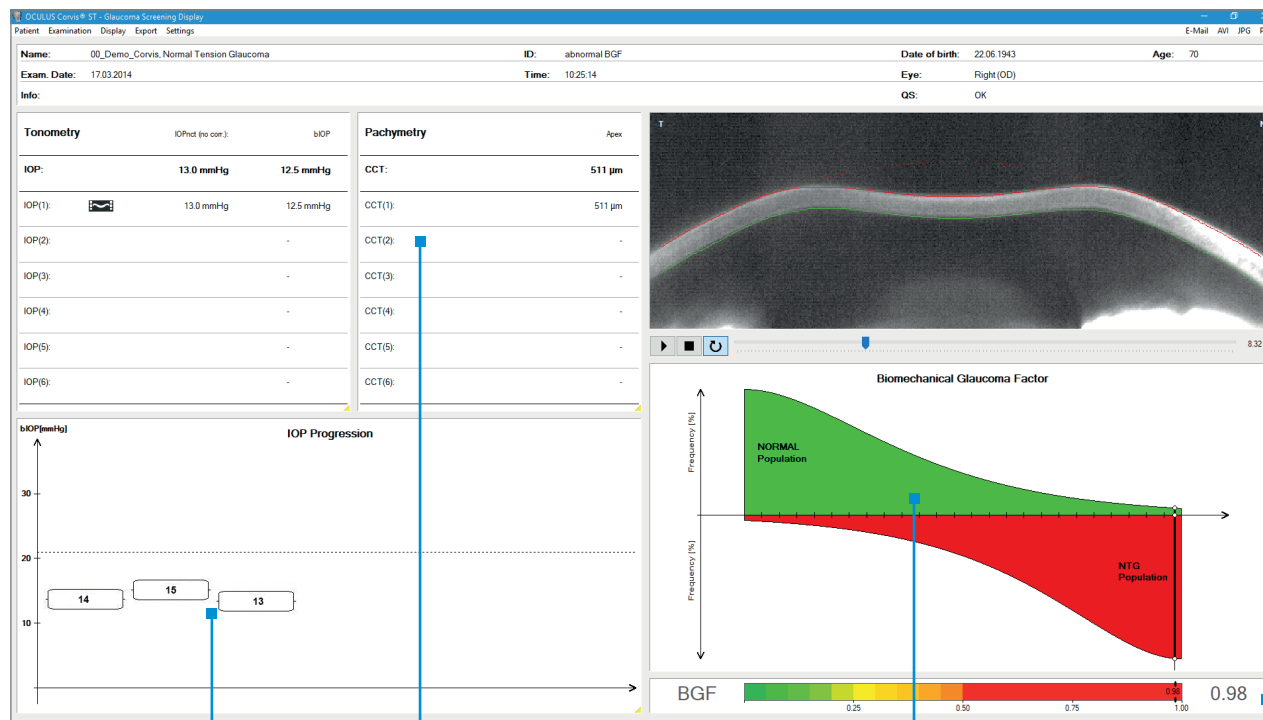 OCULUS Corvis® ST - Glaucoma Screening Display
Patient Examination Display Export Settings E-Mail AVI JPG
Name: 00_Demo_Corvis, Normal Tension Glaucoma ID: abnormal BGF Date of birth: 22.06.1943 Age: 70
Exam. Date: 17.03.2014 Time: 10:25:14 Eye: Right (OD)
Info: QS: OK
Tonometry IOPnct (no corr.): bIOP
IOP: 13.0 mmHg 12.5 mmHg
IOP(1): 13.0 mmHg 12.5 mmHg
IOP(2): -
IOP(3): -
IOP(4): -
IOP(5): -
IOP(6): -
Pachymetry Apex
CCT: 511 µm
CCT(1): 511 µm
CCT(2): -
CCT(3): -
CCT(4): -
CCT(5): -
CCT(6): -
T
8.32
bIOP[mmHg]
IOP Progression
30
20
10
14
15
13
Biomechanical Glaucoma Factor
Frequency [%]
NORMAL
Population
Frequency [%]
NTG
Population
BGF 0.98 0.98
0.25 0.50 0.75 1.00